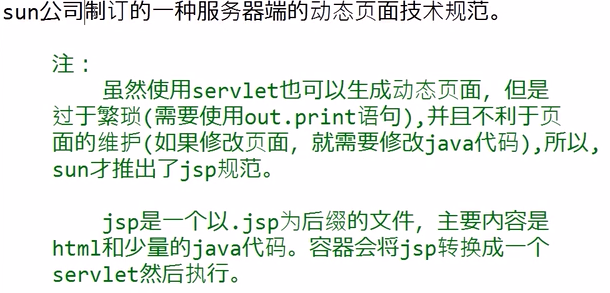 sun公司制订的一种服务器端的动态页面技术规范。
注：
虽然使用servlet也可以生成动态页面，但是
过于繁琐(需要使用out.print语句),并且不利于页
面的维护(如果修改页面，就需要修改java代码),所以,
sun才推出了jsp规范。
jsp是一个以.jsp为后缀的文件，主要内容是
html和少量的java代码。容器会将jsp转换成一个
servlet然后执行。